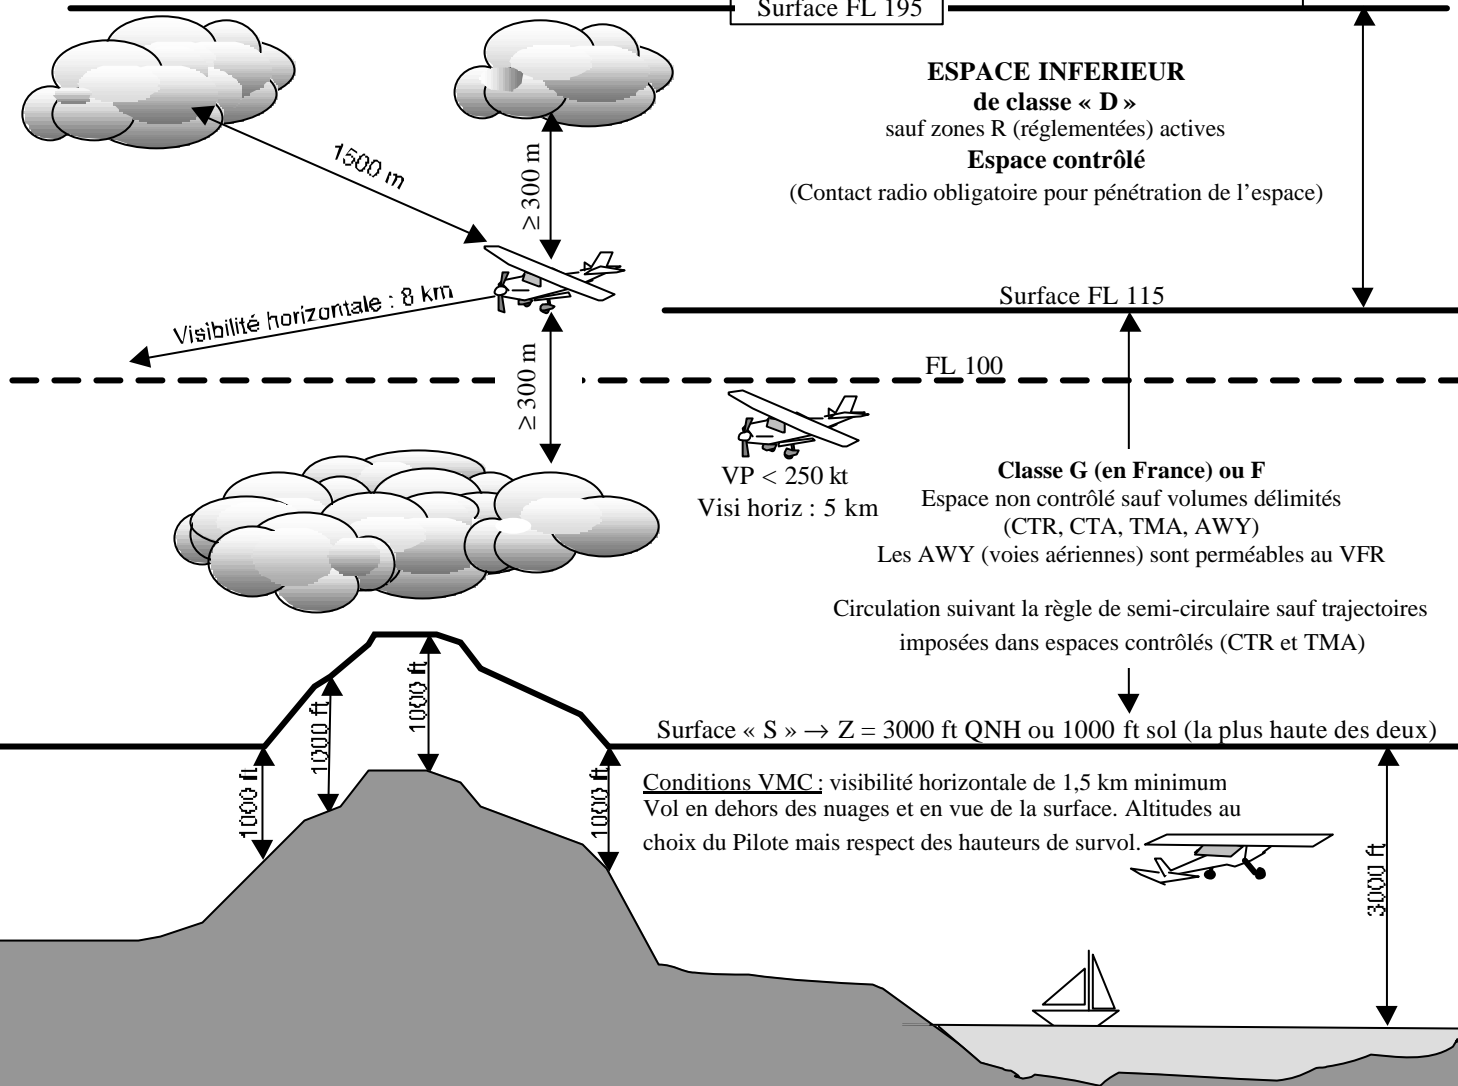 Surface FL 195
ESPACE INFERIEUR
de classe « D »
sauf zones R (réglementées) actives
Espace contrôlé
(Contact radio obligatoire pour pénétration de l’espace)
1500 m
≥ 300 m
Visibilité horizontale : 8 km
Surface FL 115
≥ 300 m
FL 100
VP < 250 kt
Visi horiz : 5 km
Classe G (en France) ou F
Espace non contrôlé sauf volumes délimités
(CTR, CTA, TMA, AWY)
Les AWY (voies aériennes) sont perméables au VFR
Circulation suivant la règle de semi-circulaire sauf trajectoires
imposées dans espaces contrôlés (CTR et TMA)
1000 ft
1000 ft
1000 ft
1000 ft
Surface « S » → Z = 3000 ft QNH ou 1000 ft sol (la plus haute des deux)
Conditions VMC : visibilité horizontale de 1,5 km minimum
Vol en dehors des nuages et en vue de la surface. Altitudes au
choix du Pilote mais respect des hauteurs de survol.
3000 ft